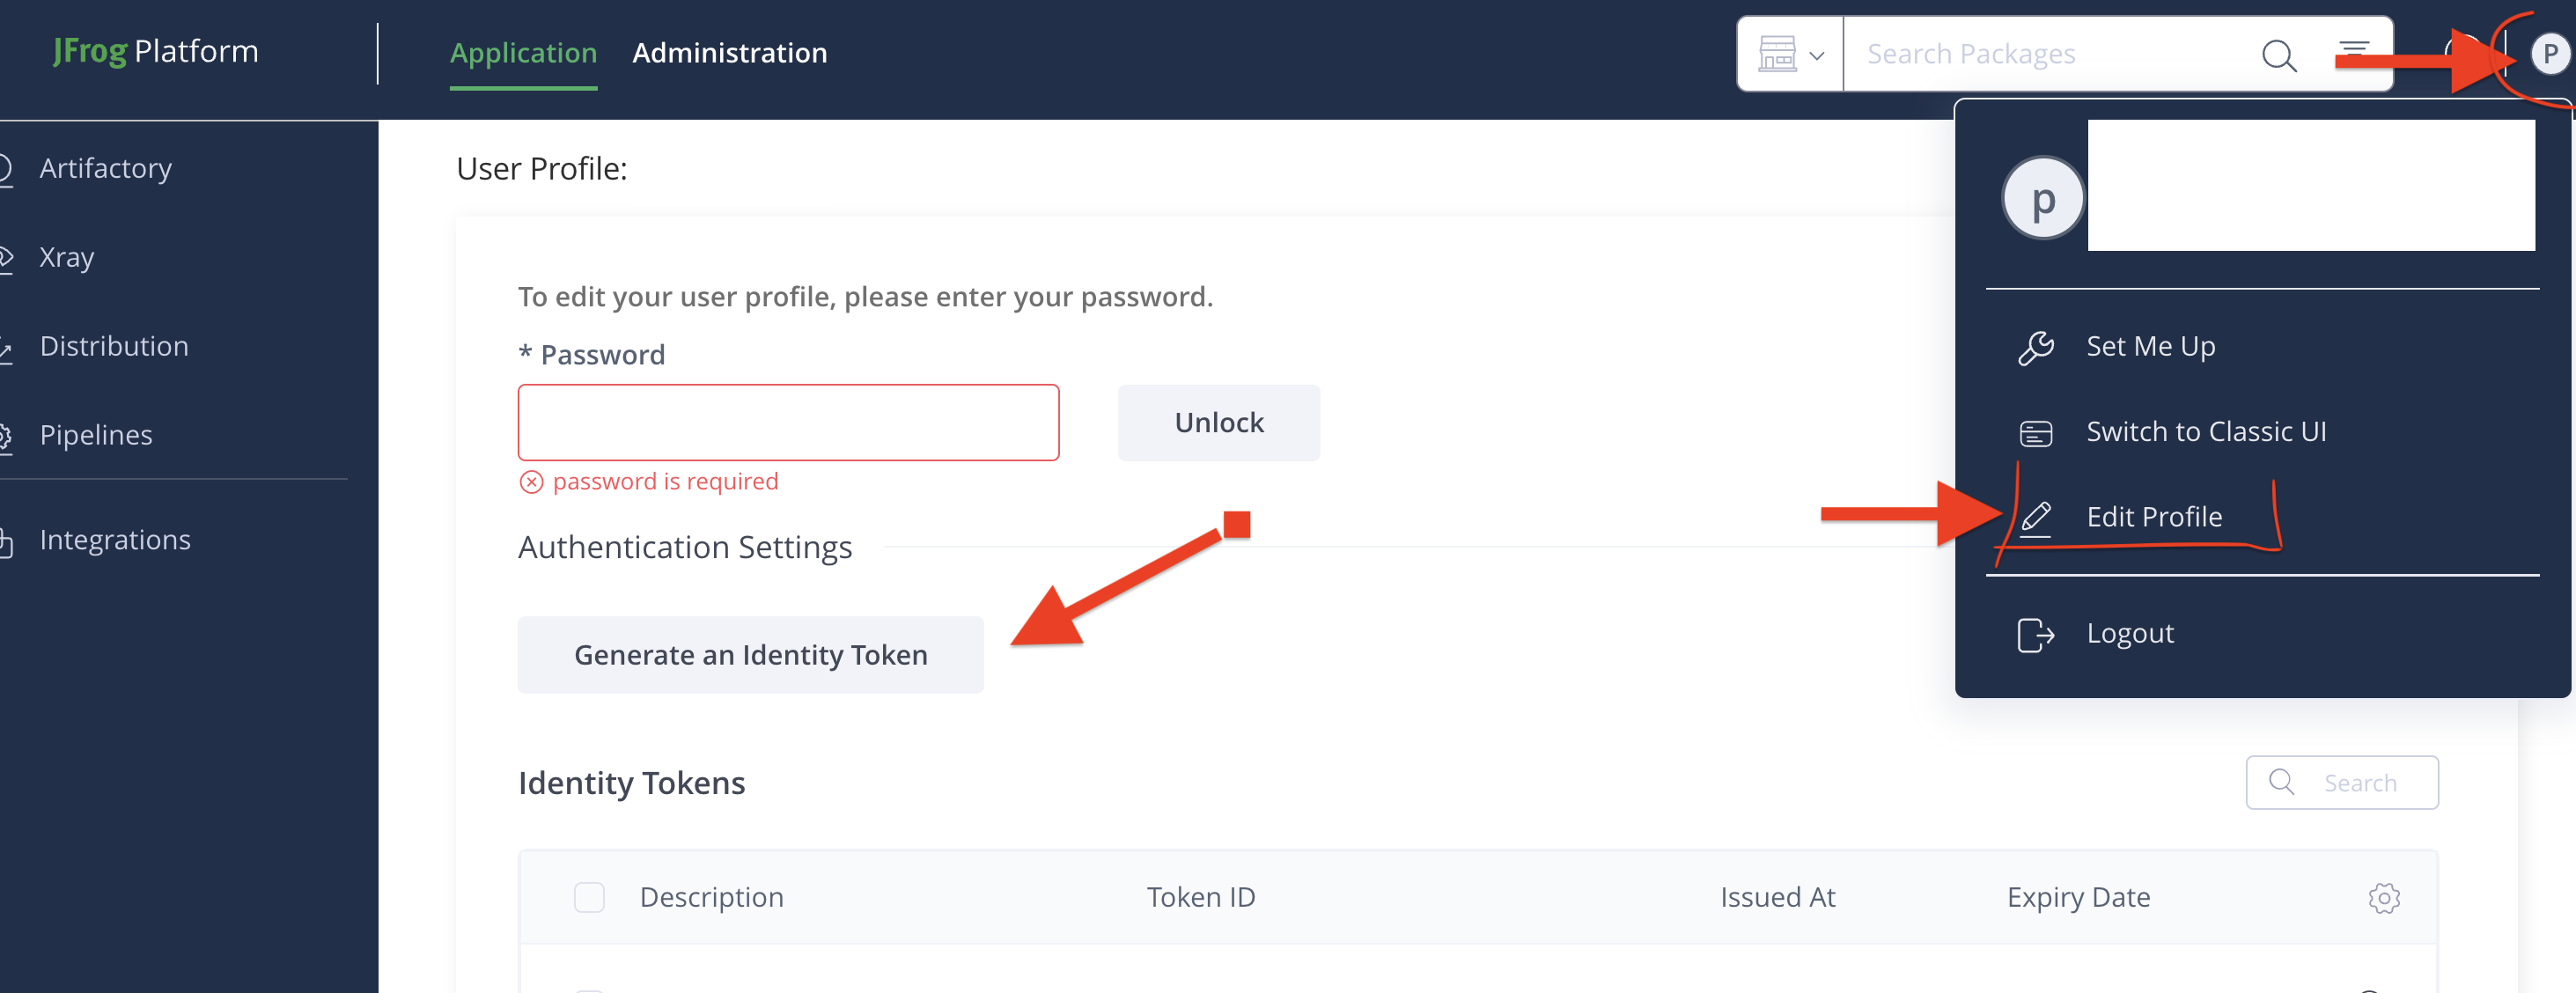 JFrog Platform
Application
Administration
Search Packages
P
Artifactory
Xray
Distribution
Pipelines
Integrations
User Profile:
To edit your user profile, please enter your password.
* Password
Unlock
password is required
Authentication Settings
Generate an Identity Token
Identity Tokens
Search
Description
Token ID
Issued At
Expiry Date
p
Set Me Up
Switch to Classic UI
Edit Profile
Logout